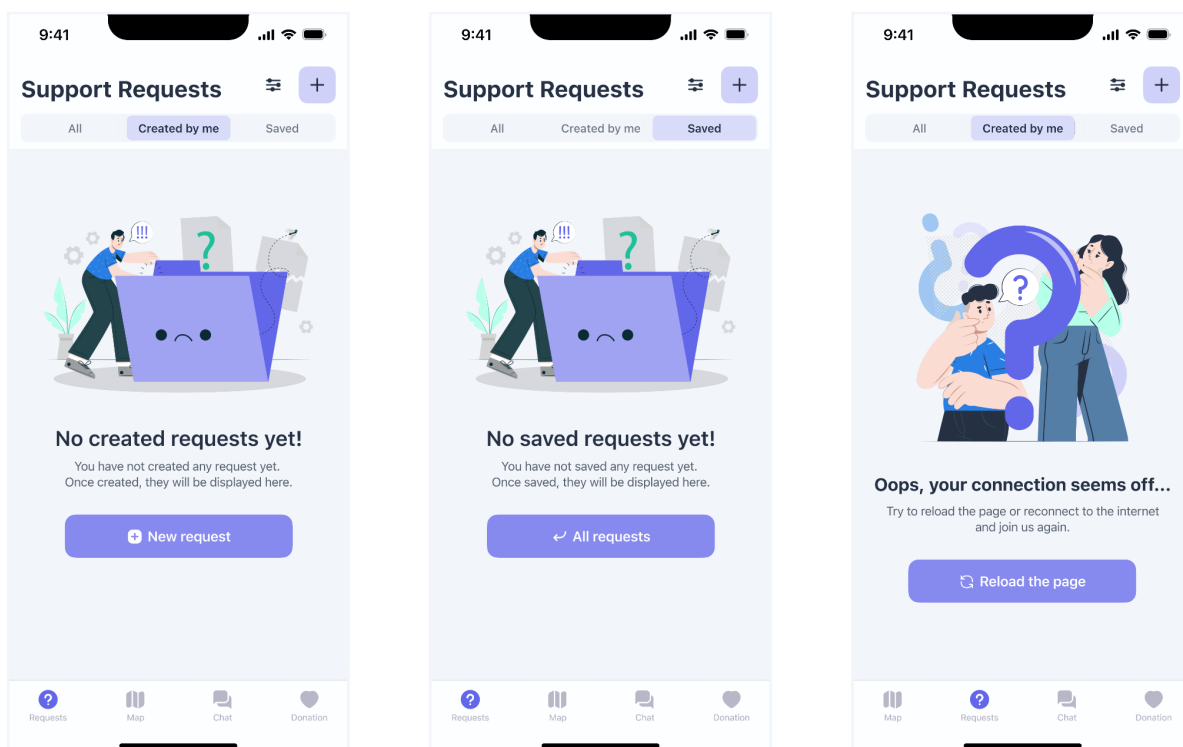 9:41
Support Requests
+
All Created by me Saved
!!!
?
No created requests yet!
You have not created any request yet.
Once created, they will be displayed here.
New request
?
Requests Map Chat Donation
9:41
Support Requests
+
All Created by me Saved
!!!
?
No saved requests yet!
You have not saved any request yet.
Once saved, they will be displayed here.
All requests
?
Requests Map Chat Donation
9:41
Support Requests
+
All Created by me Saved
?
?
Oops, your connection seems off...
Try to reload the page or reconnect to the internet
and join us again.
Reload the page
?
Map Requests Chat Donation